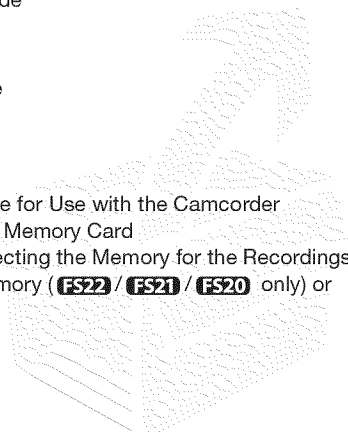 de
e
e for Use with the Camcorder
Memory Card
ecting the Memory for the Recordings
mory ( FS22 / FS21 / FS20 only) or